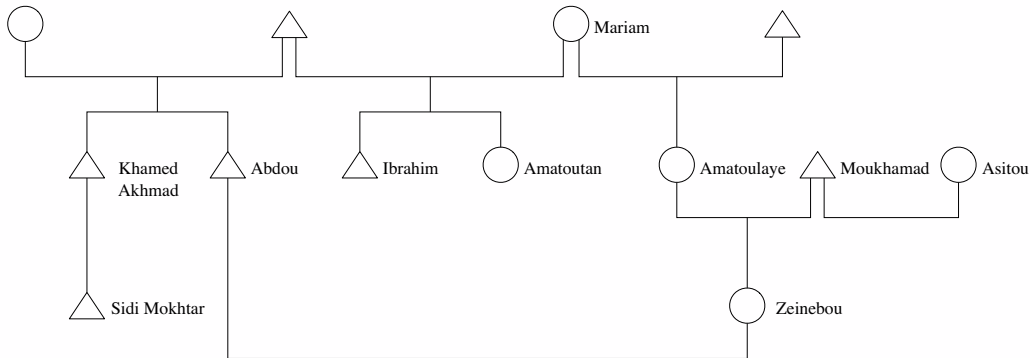 Mariam
Khamed
Akhmad
Abdou
Ibrahim
Amatoutan
Amatoulaye
Moukhamad
Asitou
Sidi Mokhtar
Zeinebou